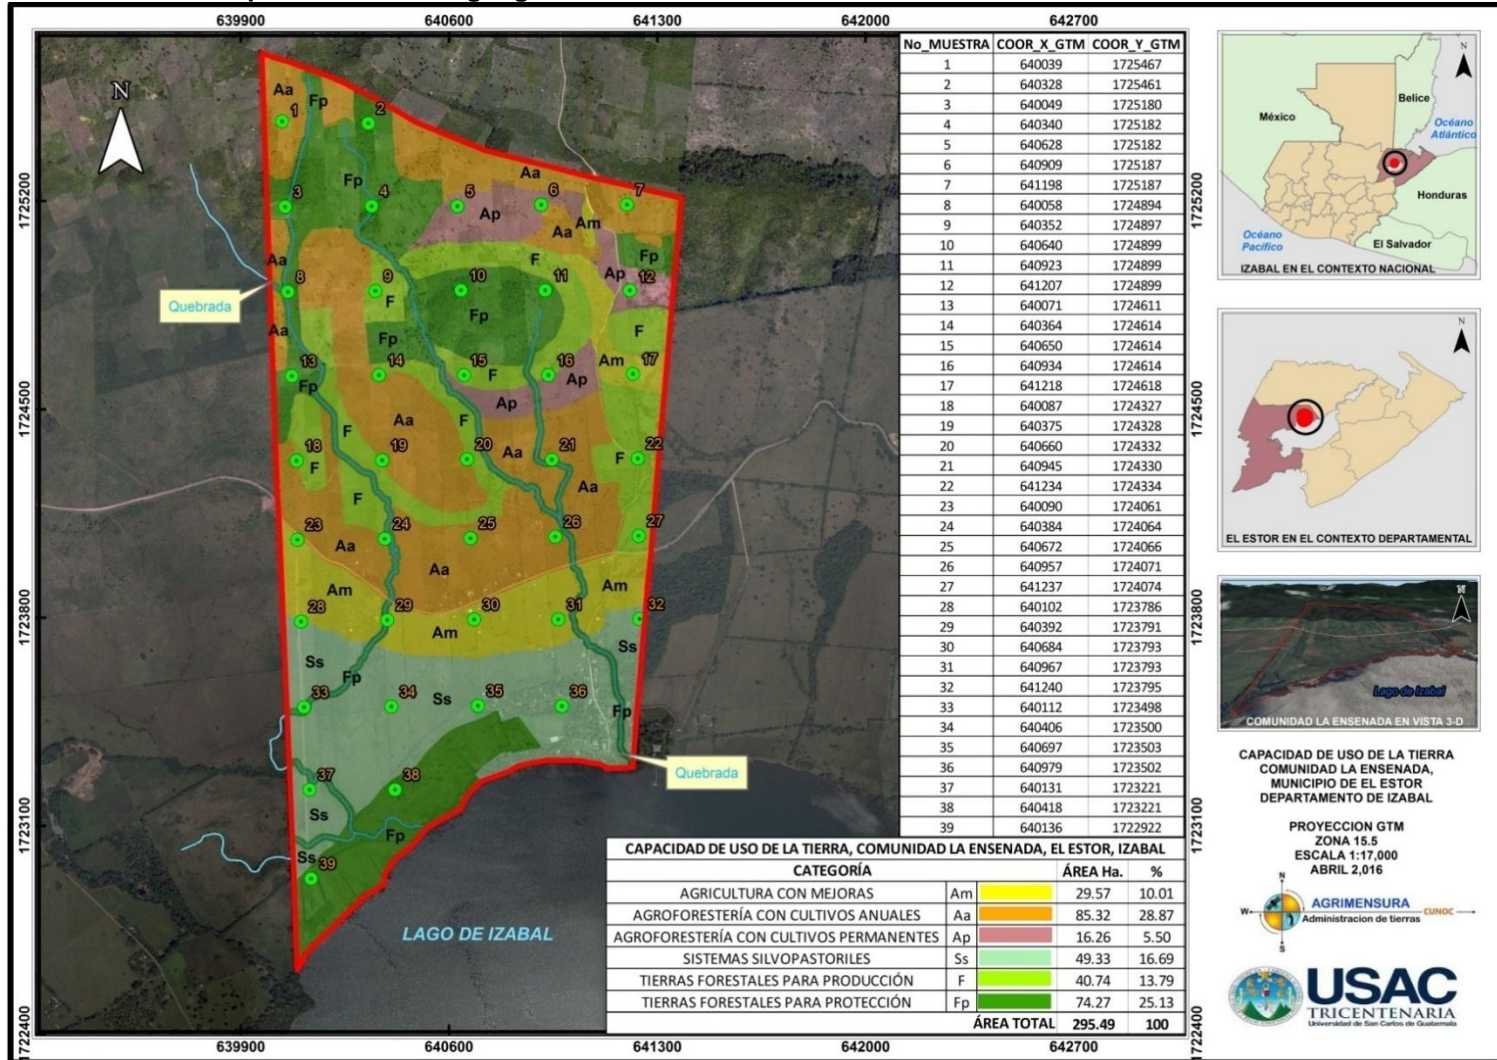 639900 640600 641300 642000 642700
1725200
1724500
1723800
1723100
1722400
N
Aa
1
Fp
2
Fp
3
4
5
Ap
Aa
6
7
Am
Aa
Fp
Aa
8
9
F
10
F
11
Ap
12
Fp
F
Aa
Fp
13
Fp
14
15
F
16
Ap
Am
17
Ap
F
Aa
F
18
F
19
20
Aa
21
F
22
Aa
F
23
Aa
24
25
26
27
Aa
Am
Am
28
29
30
31
32
Am
Ss
Ss
Fp
33
34
Ss
35
36
Fp
37
38
Ss
Fp
Ss
39
Quebrada
Quebrada
LAGO DE IZABAL
1725200
1724500
1723800
1723100
1722400
639900 640600 641300 642000 642700
No_MUESTRA COOR_X_GTM COOR_Y_GTM
1 640039 1725467
2 640328 1725461
3 640049 1725180
4 640340 1725182
5 640628 1725182
6 640909 1725187
7 641198 1725187
8 640058 1724894
9 640352 1724897
10 640640 1724899
11 640923 1724899
12 641207 1724899
13 640071 1724611
14 640364 1724614
15 640650 1724614
16 640934 1724614
17 641218 1724618
18 640087 1724327
19 640375 1724328
20 640660 1724332
21 640945 1724330
22 641234 1724334
23 640090 1724061
24 640384 1724064
25 640672 1724066
26 640957 1724071
27 641237 1724074
28 640102 1723786
29 640392 1723791
30 640684 1723793
31 640967 1723793
32 641240 1723795
33 640112 1723498
34 640406 1723500
35 640697 1723503
36 640979 1723502
37 640131 1723221
38 640418 1723221
39 640136 1722922
CAPACIDAD DE USO DE LA TIERRA, COMUNIDAD LA ENSENADA, EL ESTOR, IZABAL
CATEGORÍA ÁREA Ha. %
AGRICULTURA CON MEJORAS Am 29.57 10.01
AGROFORESTERÍA CON CULTIVOS ANUALES Aa 85.32 28.87
AGROFORESTERÍA CON CULTIVOS PERMANENTES Ap 16.26 5.50
SISTEMAS SILVOPASTORILES Ss 49.33 16.69
TIERRAS FORESTALES PARA PRODUCCIÓN F 40.74 13.79
TIERRAS FORESTALES PARA PROTECCIÓN Fp 74.27 25.13
ÁREA TOTAL 295.49 100
N
México
Belice
Océano
Atlántico
Honduras
Océano
Pacífico
El Salvador
IZABAL EN EL CONTEXTO NACIONAL
N
EL ESTOR EN EL CONTEXTO DEPARTAMENTAL
N
Lago de Izabal
COMUNIDAD LA ENSENADA EN VISTA 3-D
CAPACIDAD DE USO DE LA TIERRA
COMUNIDAD LA ENSENADA,
MUNICIPIO DE EL ESTOR
DEPARTAMENTO DE IZABAL
PROYECCION GTM
ZONA 15.5
ESCALA 1:17,000
ABRIL 2,016
N
W
S
AGRIMENSURA
Administracion de tierras CUNOC
USAC
TRICENTENARIA
Universidad de San Carlos de Guatemala